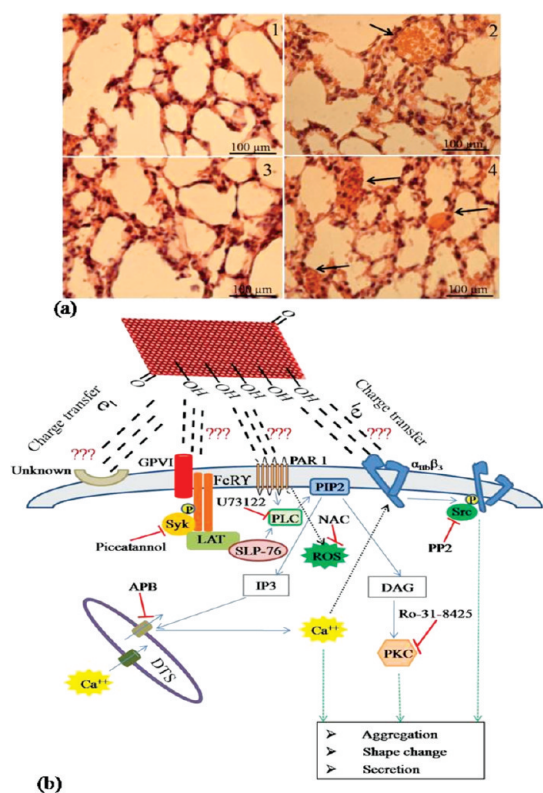 1
2
100 µm
100 µm
3
4
100 µm
100 µm
(a)
O
O
OH
OH
OH
OH
OH
Charge transfer
e-
Charge transfer
e-
???
???
???
???
Unknown
GPVI
FcRY
PAR 1
αIIbβ3
U73122
PIP2
P
P
Syk
PLC
NAC
Src
LAT
Piceatannol
SLP-76
ROS
PP2
APB
IP3
DAG
Ro-31-8425
DTS
Ca++
PKC
Ca++
➢ Aggregation
➢ Shape change
➢ Secretion
(b)